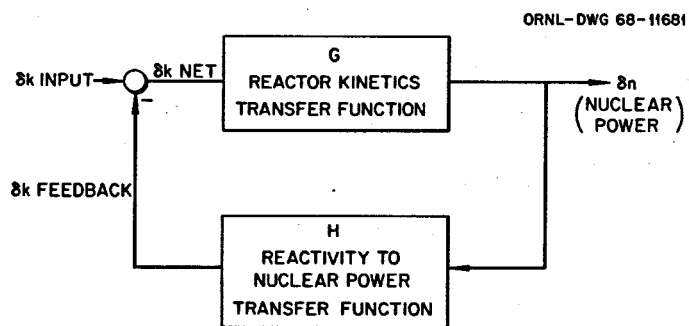 ORNL-DWG 68-11681
G
REACTOR KINETICS
TRANSFER FUNCTION
δk INPUT
δk NET
-
δn
(NUCLEAR
POWER)
δk FEEDBACK
H
REACTIVITY TO
NUCLEAR POWER
TRANSFER FUNCTION